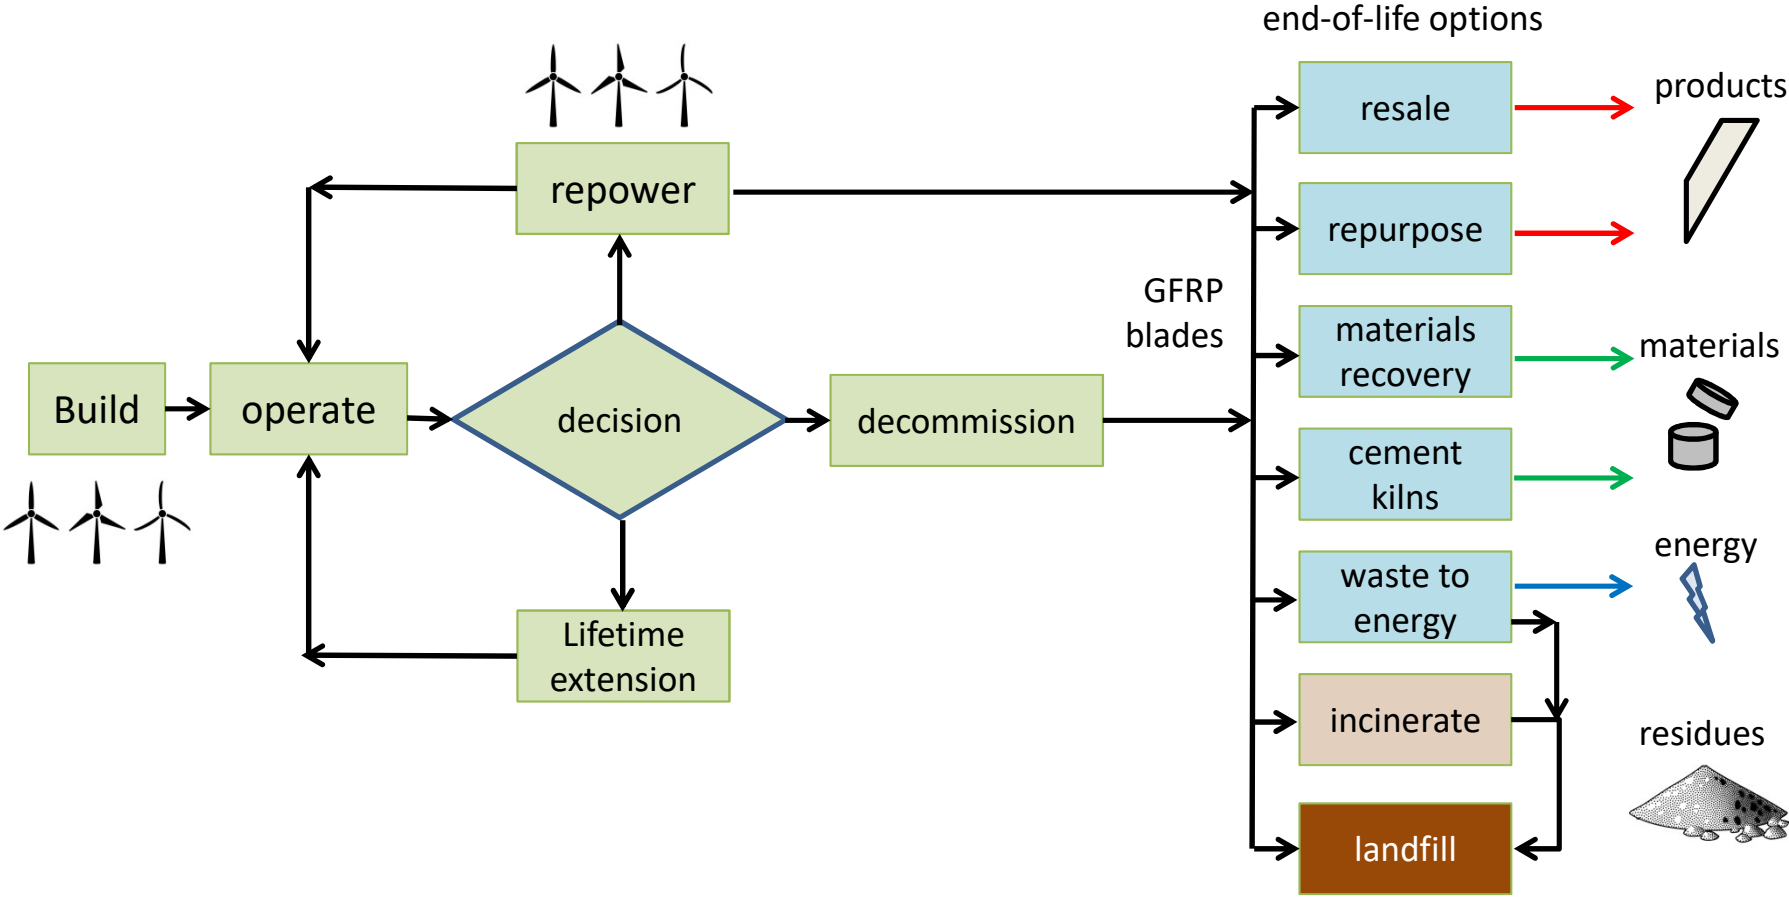 end-of-life options
resale
products
repower
repurpose
GFRP
blades
materials
recovery
materials
Build
operate
decision
decommission
cement
kilns
energy
waste to
energy
Lifetime
extension
incinerate
residues
landfill